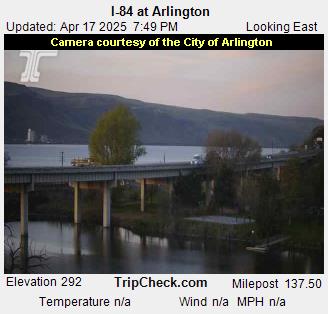 I-84 at Arlington
Updated: Apr 17 2025 7:49 PM Looking East
Camera courtesy of the City of Arlington
Elevation 292 TripCheck.com Milepost 137.50
Temperature n/a Wind n/a MPH n/a